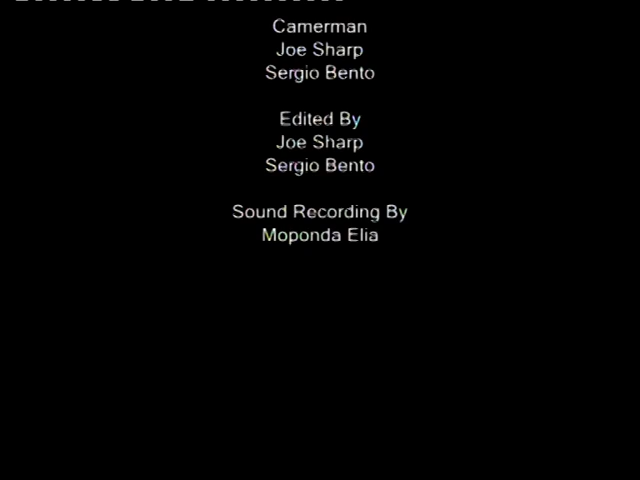 Camerman
Joe Sharp
Sergio Bento
Edited By
Joe Sharp
Sergio Bento
Sound Recording By
Moponda Elia